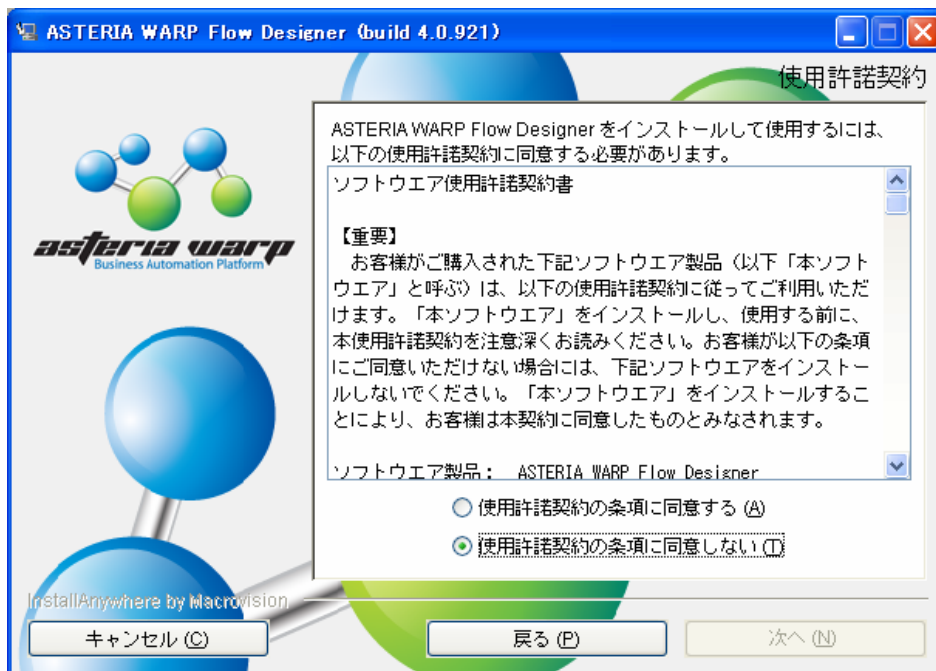 ASTERIA WARP Flow Designer (build 4.0.921)
使用許諾契約
asteria warp
Business Automation Platform
ASTERIA WARP Flow Designer をインストールして使用するには、
以下の使用許諾契約に同意する必要があります。
ソフトウエア使用許諾契約書
【重要】
お客様がご購入された下記ソフトウエア製品（以下「本ソフト
ウエア」と呼ぶ）は、以下の使用許諾契約に従ってご利用いただ
けます。「本ソフトウエア」をインストールし、使用する前に、
本使用許諾契約を注意深くお読みください。お客様が以下の条項
にご同意いただけない場合には、下記ソフトウエアをインストー
ルしないでください。「本ソフトウエア」をインストールするこ
とにより、お客様は本契約に同意したものとみなされます。
ソフトウエア製品： ASTERIA WARP Flow Designer
使用許諾契約の条項に同意する (A)
使用許諾契約の条項に同意しない (T)
InstallAnywhere by Macrovision
キャンセル (C)
戻る (P)
次へ (N)